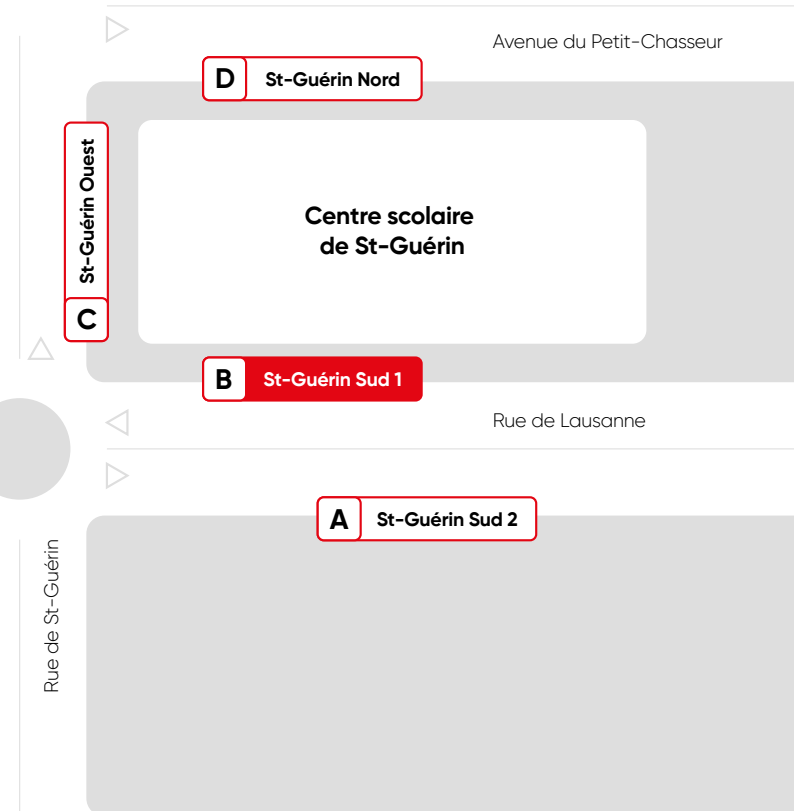 Avenue du Petit-Chasseur
D St-Guérin Nord
St-Guérin Ouest
C
Centre scolaire
de St-Guérin
B St-Guérin Sud 1
Rue de Lausanne
A St-Guérin Sud 2
Rue de St-Guérin